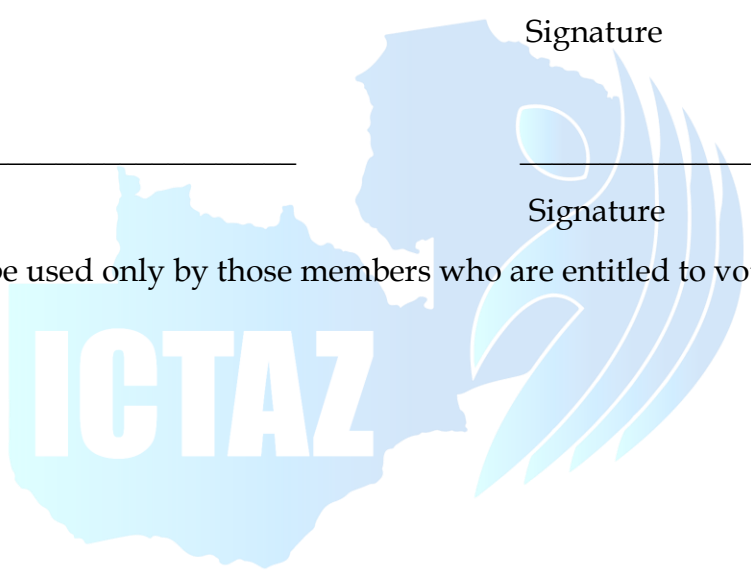 Signature
Signature
be used only by those members who are entitled to vo
ICTAZ